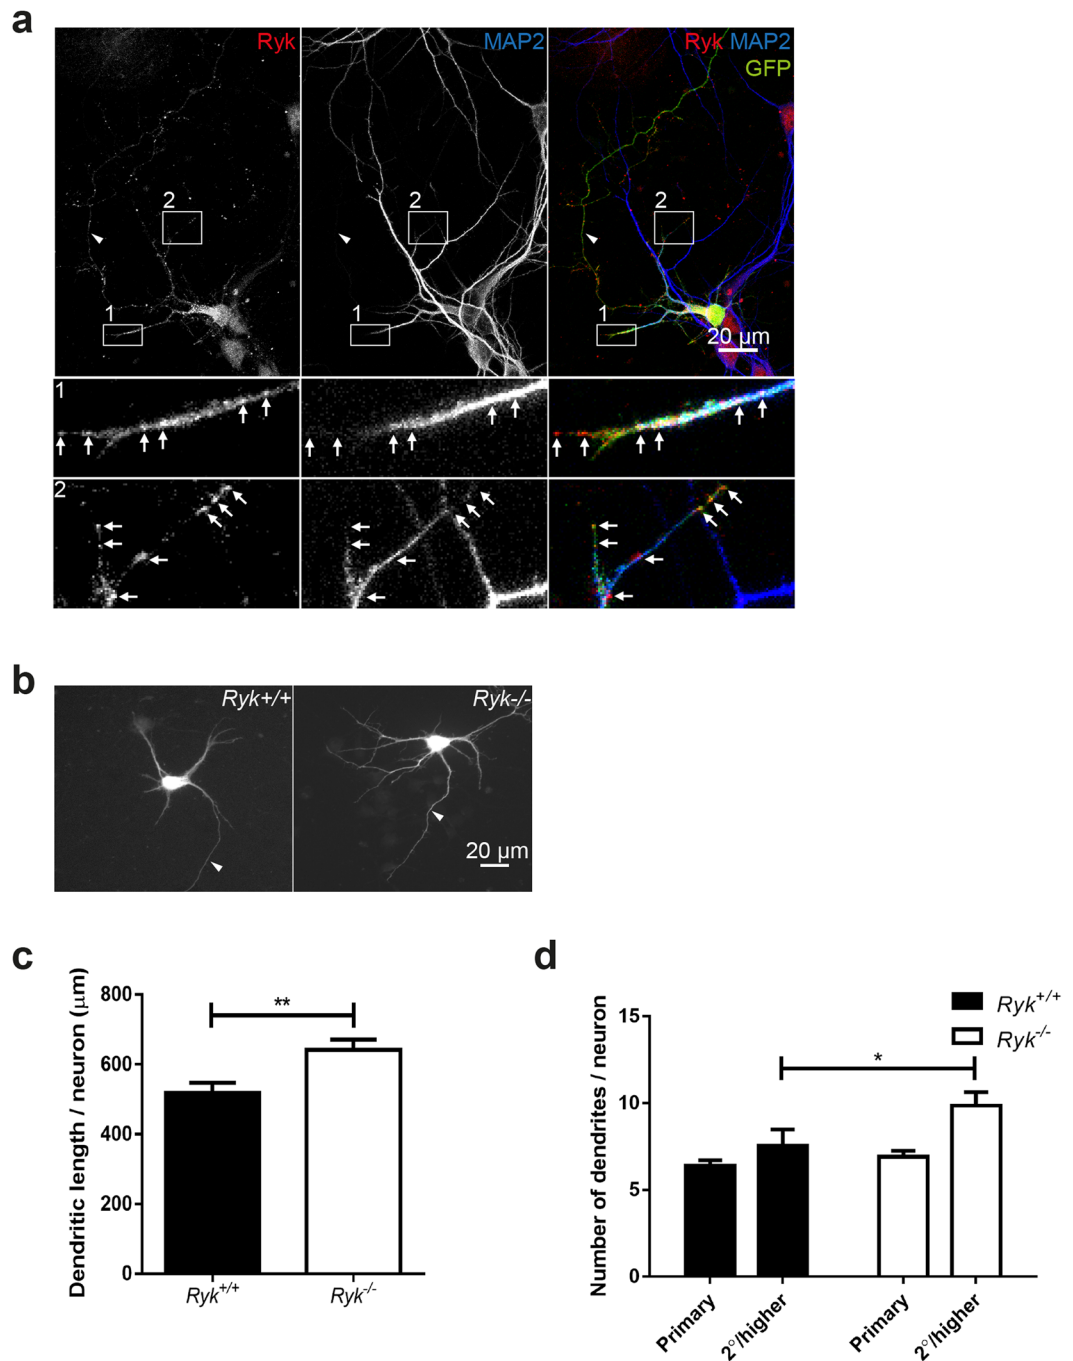 a
Ryk
MAP2
Ryk MAP2
GFP
2
2
2
1
1
1
20 µm
1
2
b
Ryk+/+
Ryk-/-
20 µm
c
Dendritic length / neuron (µm)
800
600
400
200
0
**
Ryk+/+
Ryk-/-
d
Number of dendrites / neuron
15
10
5
0
*
Ryk+/+
Ryk-/-
Primary
2°/higher
Primary
2°/higher